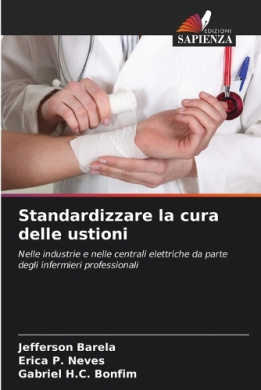 EDIZIONI
SAPIENZA
Standardizzare la cura
delle ustioni
Nelle industrie e nelle centrali elettriche da parte
degli infermieri professionali
Jefferson Barela
Erica P. Neves
Gabriel H.C. Bonfim